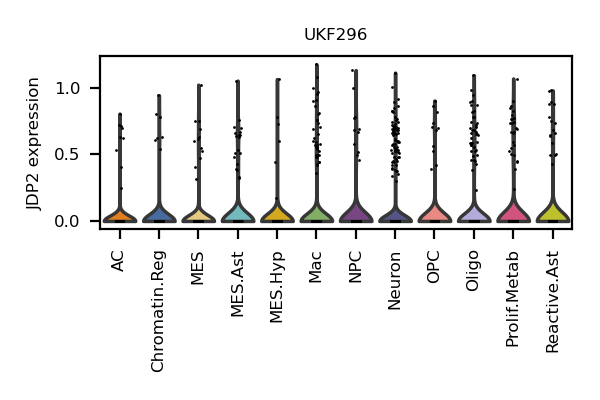 UKF296
JDP2 expression
1.0
0.5
0.0
AC
Chromatin.Reg
MES
MES.Ast
MES.Hyp
Mac
NPC
Neuron
OPC
Oligo
Prolif.Metab
Reactive.Ast